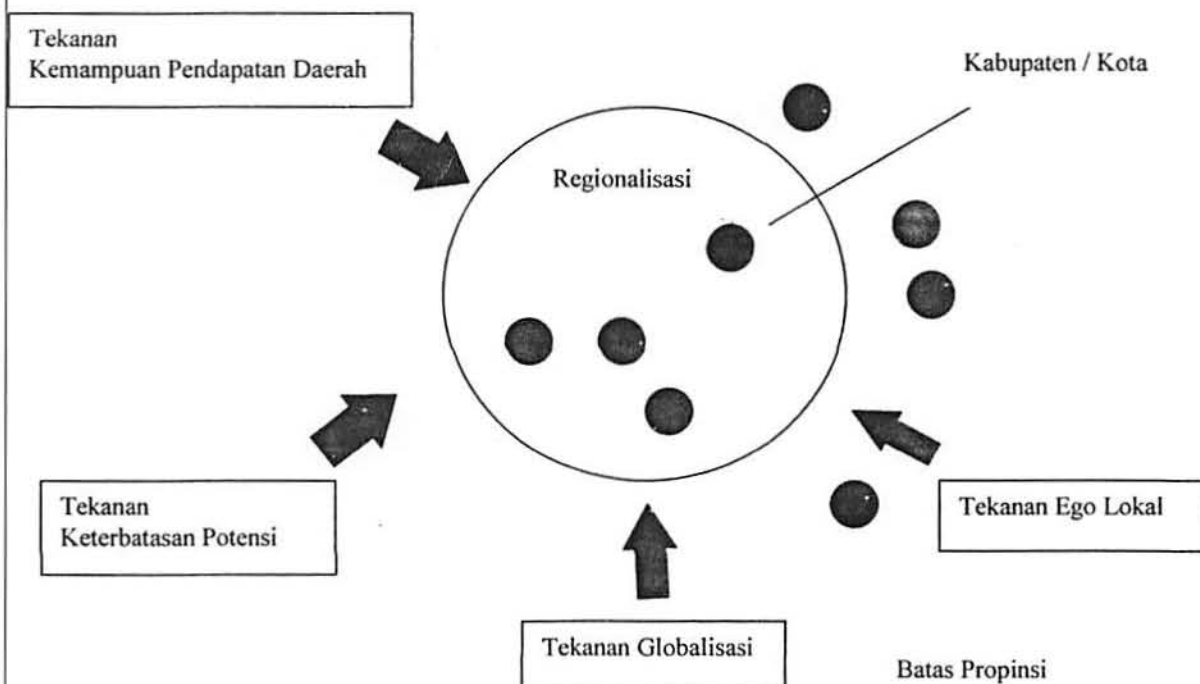 Tekanan
Kemampuan Pendapatan Daerah
Kabupaten / Kota
Regionalisasi
Tekanan
Keterbatasan Potensi
Tekanan Ego Lokal
Tekanan Globalisasi
Batas Propinsi